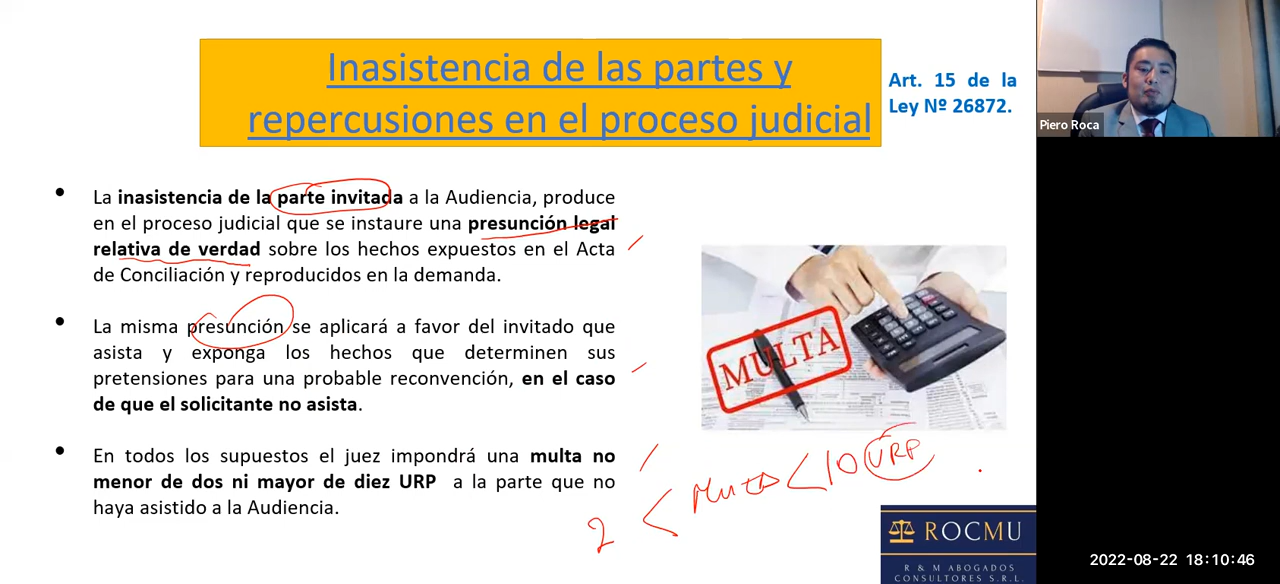 Inasistencia de las partes y
repercusiones en el proceso judicial
Art. 15 de la
Ley Nº 26872.
Piero Roca
• La inasistencia de la parte invitada a la Audiencia, produce
en el proceso judicial que se instaure una presunción legal
relativa de verdad sobre los hechos expuestos en el Acta
de Conciliación y reproducidos en la demanda.
• La misma presunción se aplicará a favor del invitado que
asista y exponga los hechos que determinen sus
pretensiones para una probable reconvención, en el caso
de que el solicitante no asista.
• En todos los supuestos el juez impondrá una multa no
menor de dos ni mayor de diez URP a la parte que no
haya asistido a la Audiencia.
MULTA
2 < Multa < 10 URP
ROCMU
R & M ABOGADOS
CONSULTORES S.R.L.
2022-08-22 18:10:46